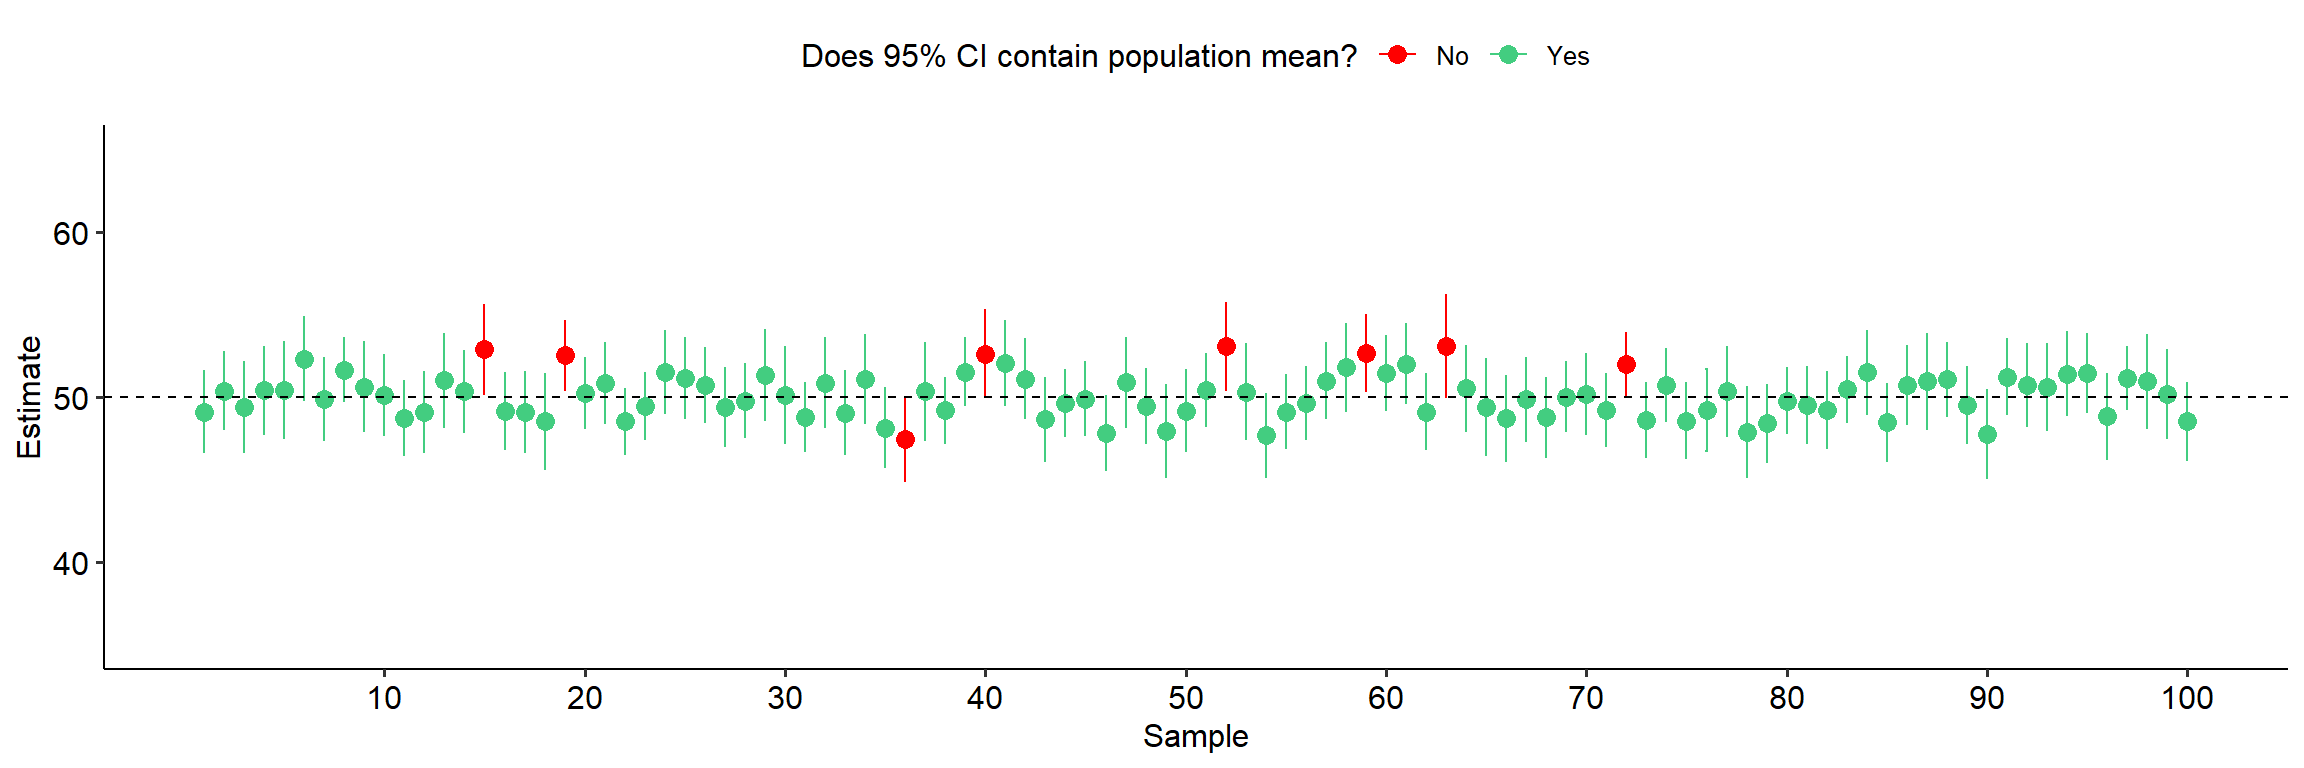 Does 95% CI contain population mean? No Yes
60
50
40
Estimate
10 20 30 40 50 60 70 80 90 100
Sample